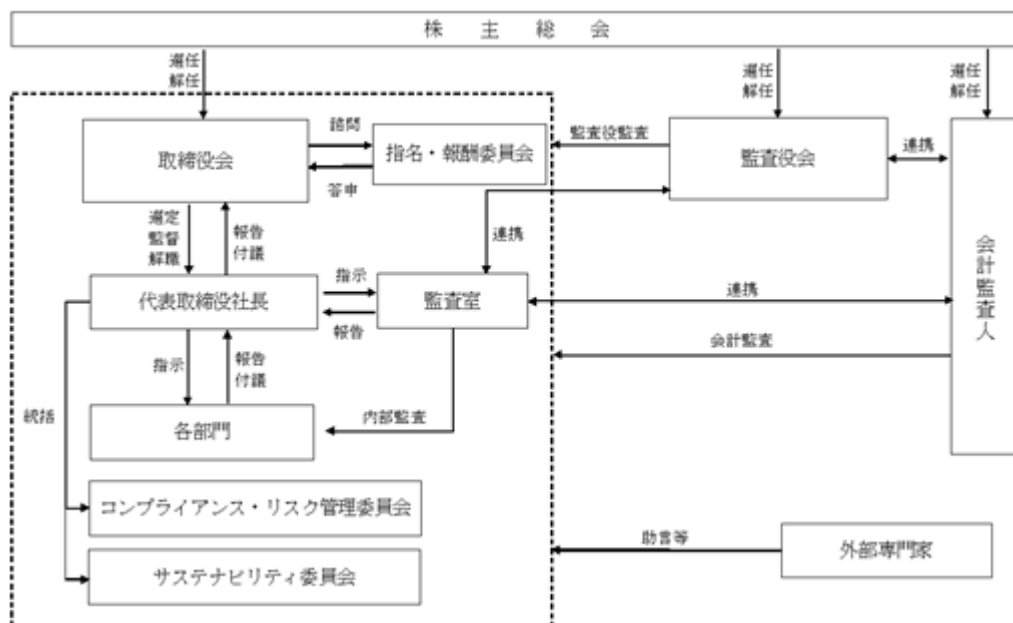 株主総会
選任
解任
選任
解任
選任
解任
取締役会
諮問
答申
指名・報酬委員会
監査役監査
監査役会
連携
会計監査人
選定
監督
解職
報告
付議
連携
代表取締役社長
指示
報告
監査室
連携
会計監査
指示
報告
付議
統括
各部門
内部監査
コンプライアンス・リスク管理委員会
サステナビリティ委員会
助言等
外部専門家